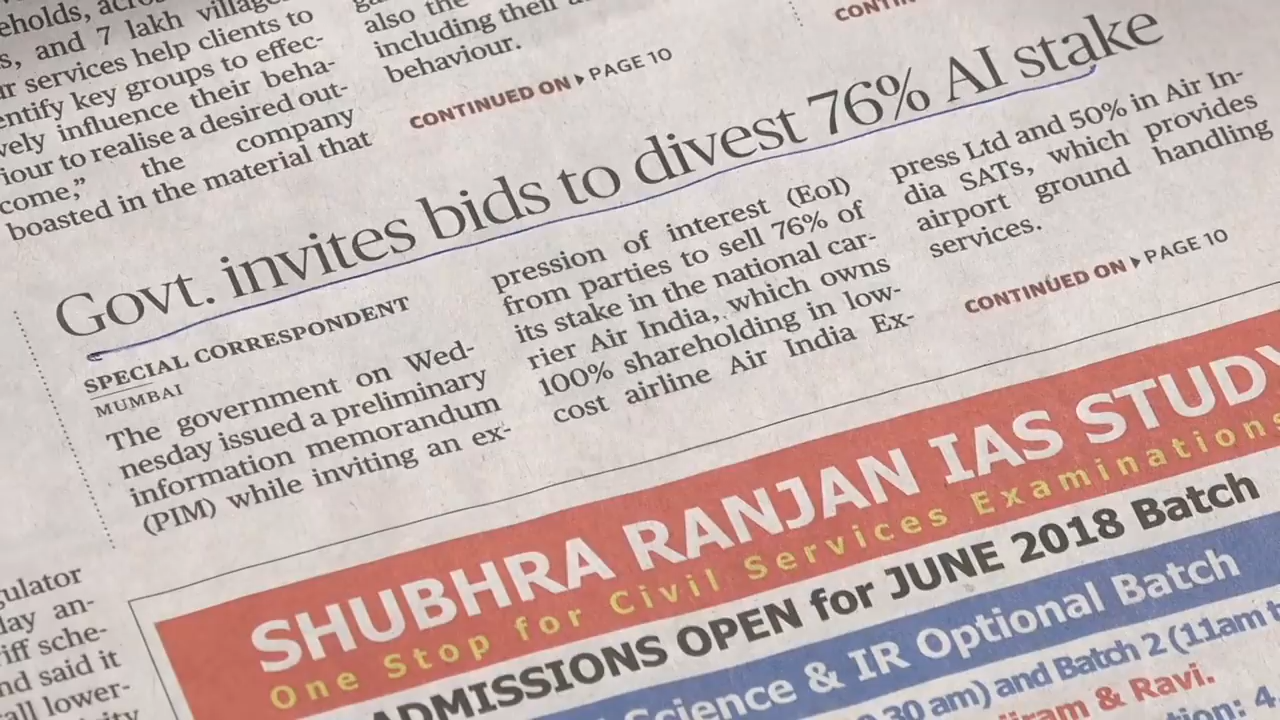 eholds, across
s, and 7 lakh villages
services help clients to
entify key groups to effec-
vely influence their beha-
iour to realise a desired out-
come,” the company
boasted in the material that
also the
including their
behaviour.
CONTINUED ON ▸ PAGE 10
Govt. invites bids to divest 76% AI stake
SPECIAL CORRESPONDENT
MUMBAI
The government on Wed-
nesday issued a preliminary
information memorandum
(PIM) while inviting an ex-
pression of interest (EoI)
from parties to sell 76% of
its stake in the national car-
rier Air India, which owns
100% shareholding in low-
cost airline Air India Ex-
press Ltd and 50% in Air In-
dia SATs, which provides
airport ground handling
services.
CONTINUED ON ▸ PAGE 10
gulator
lay an-
iff sche-
nd said it
all lower-
SHUBHRA RANJAN IAS STUDY
One Stop for Civil Services Examinations
ADMISSIONS OPEN for JUNE 2018 Batch
Science & IR Optional Batch
30 am) and Batch 2 (11am t
& Ravi.